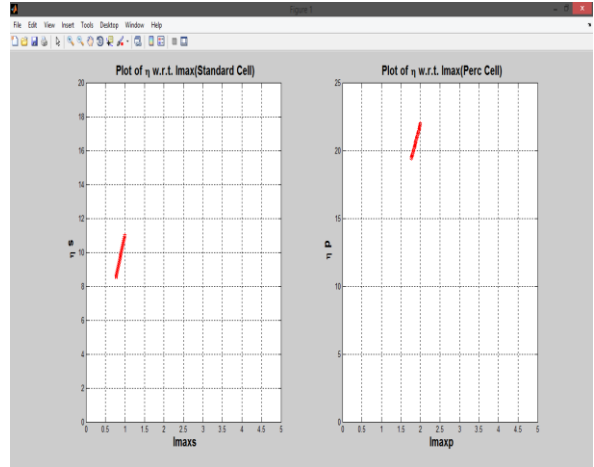 Figure 1
File Edit View Insert Tools Desktop Window Help
Plot of η w.r.t. Imax(Standard Cell)
20
18
16
14
12
10
8
6
4
2
0
η s
0 0.5 1 1.5 2 2.5 3 3.5 4 4.5 5
Imaxs
Plot of η w.r.t. Imax(Perc Cell)
25
20
15
10
5
0
η p
0 0.5 1 1.5 2 2.5 3 3.5 4 4.5 5
Imaxp